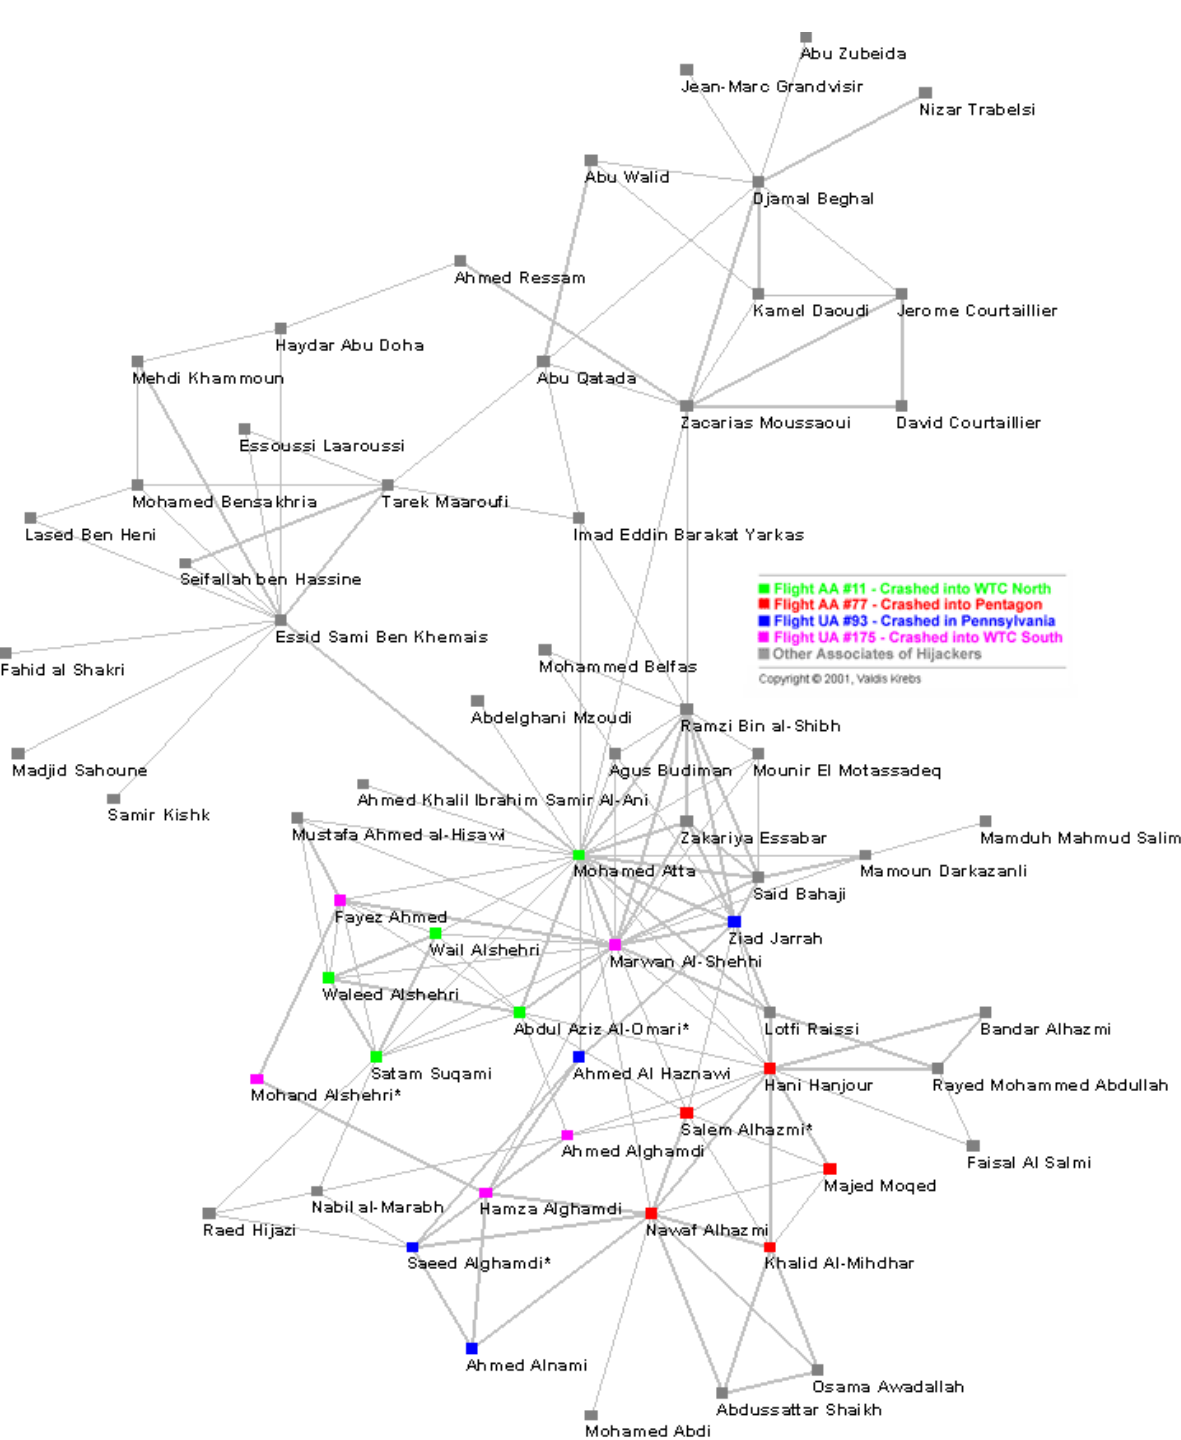 Abu Zubeida
Jean-Marc Grandvisir
Nizar Trabelsi
Abu Walid
Djamal Beghal
Ahmed Ressam
Kamel Daoudi
Jerome Courtaillier
Haydar Abu Doha
Mehdi Khammoun
Abu Qatada
Zacarias Moussaoui
David Courtaillier
Essoussi Laaroussi
Mohamed Bensakhria
Tarek Maaroufi
Lased Ben Heni
Imad Eddin Barakat Yarkas
Seifallah ben Hassine
Flight AA #11 - Crashed into WTC North
Flight AA #77 - Crashed into Pentagon
Flight UA #93 - Crashed in Pennsylvania
Flight UA #175 - Crashed into WTC South
Other Associates of Hijackers
Copyright © 2001, Valdis Krebs
Essid Sami Ben Khemais
Fahid al Shakri
Mohammed Belfas
Abdelghani Mzoudi
Ramzi Bin al-Shibh
Madjid Sahoune
Agus Budiman
Mounir El Motassadeq
Samir Kishk
Ahmed Khalil Ibrahim Samir Al-Ani
Mustafa Ahmed al-Hisawi
Zakariya Essabar
Mamduh Mahmud Salim
Mohamed Atta
Mamoun Darkazanli
Said Bahaji
Fayez Ahmed
Wail Alshehri
Ziad Jarrah
Marwan Al-Shehhi
Waleed Alshehri
Abdul Aziz Al-Omari*
Lotfi Raissi
Bandar Alhazmi
Satam Suqami
Ahmed Al Haznawi
Hani Hanjour
Rayed Mohammed Abdullah
Mohand Alshehri*
Salem Alhazmi*
Ahmed Alghamdi
Faisal Al Salmi
Majed Moqed
Nabil al-Marabh
Hamza Alghamdi
Raed Hijazi
Nawaf Alhazmi
Saeed Alghamdi*
Khalid Al-Mihdhar
Ahmed Alnami
Osama Awadallah
Abdussattar Shaikh
Mohamed Abdi